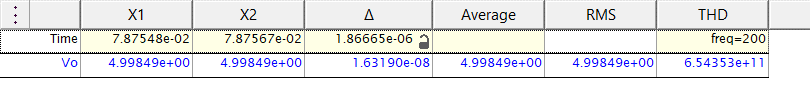 X1 X2 Δ Average RMS THD
Time 7.87548e-02 7.87567e-02 1.86665e-06 freq=200
Vo 4.99849e+00 4.99849e+00 1.63190e-08 4.99849e+00 4.99849e+00 6.54353e+11